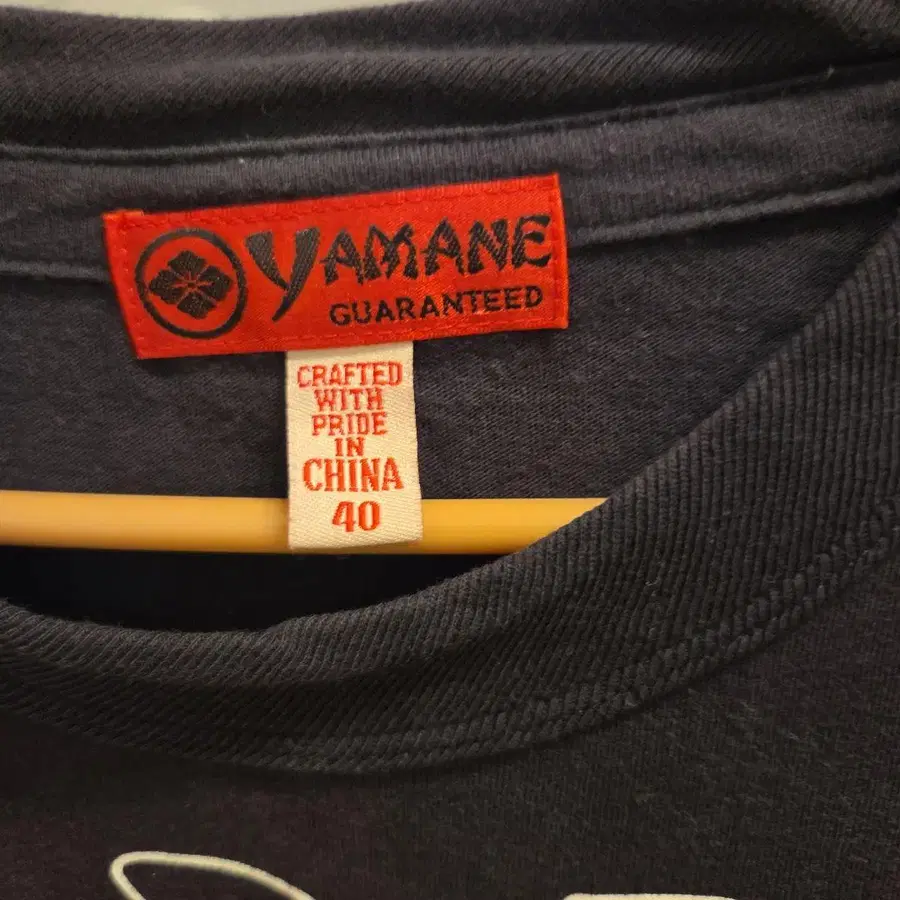 YAMANE
GUARANTEED
CRAFTED
WITH
PRIDE
IN
CHINA
40